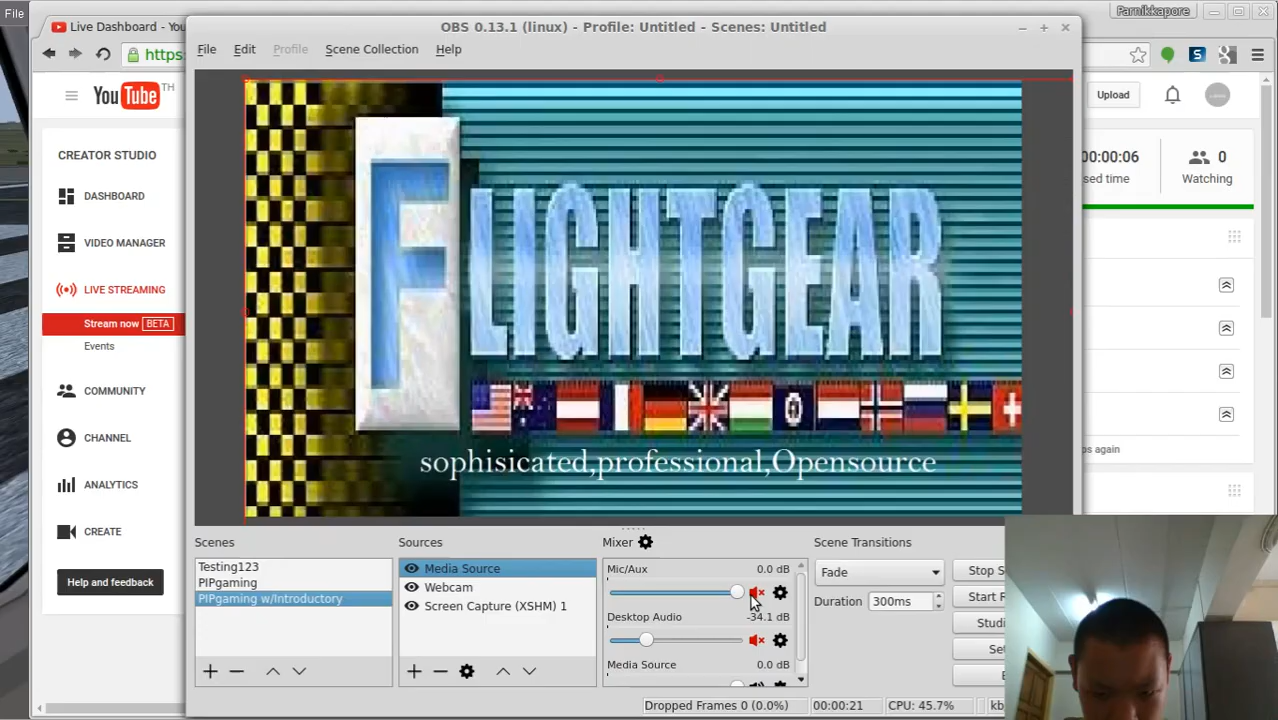 File
Parnikkapore
Live Dashboard - You
OBS 0.13.1 (linux) - Profile: Untitled - Scenes: Untitled
https:
File Edit Profile Scene Collection Help
You Tube TH
Upload
CREATOR STUDIO
DASHBOARD
VIDEO MANAGER
LIVE STREAMING
Stream now BETA
Events
COMMUNITY
CHANNEL
ANALYTICS
CREATE
Help and feedback
FLIGHTGEAR
sophisicated,professional,Opensource
:00:00:06 0
sed time Watching
ps again
Scenes
Testing123
PIPgaming
PIPgaming w/Introductory
Sources
Media Source
Webcam
Screen Capture (XSHM) 1
Mixer
Mic/Aux 0.0 dB
Desktop Audio -34.1 dB
Media Source 0.0 dB
Scene Transitions
Fade
Duration 300ms
Stop S
Start R
Studi
Set
E
Dropped Frames 0 (0.0%) 00:00:21 CPU: 45.7% kb